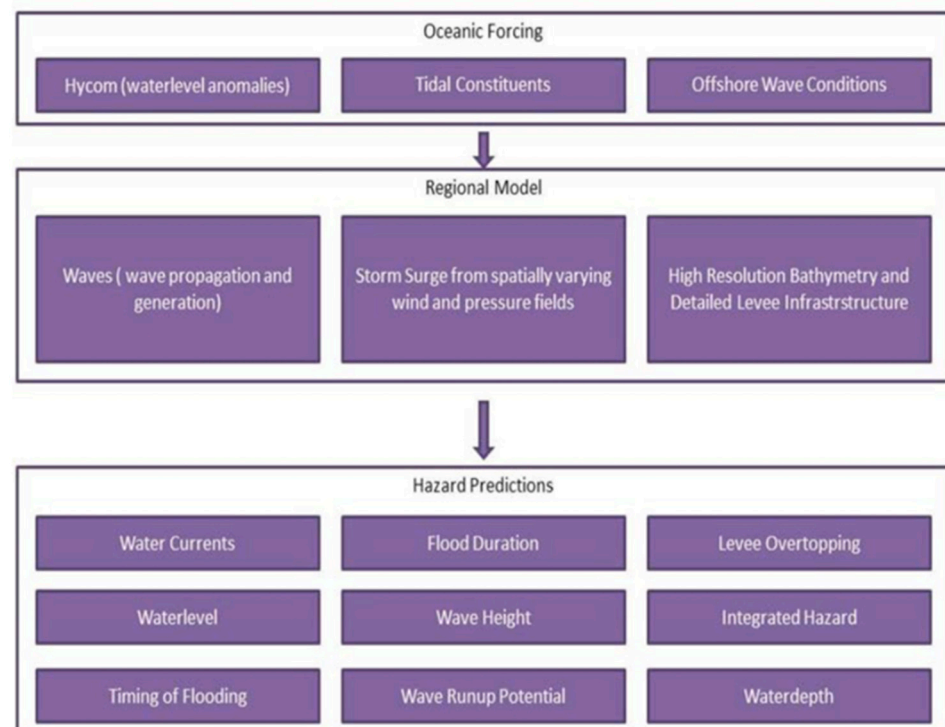 Oceanic Forcing
Hycom (waterlevel anomalies)
Tidal Constituents
Offshore Wave Conditions
Regional Model
Waves ( wave propagation and
generation)
Storm Surge from spatially varying
wind and pressure fields
High Resolution Bathymetry and
Detailed Levee Infrastrstructure
Hazard Predictions
Water Currents
Flood Duration
Levee Overtopping
Waterlevel
Wave Height
Integrated Hazard
Timing of Flooding
Wave Runup Potential
Waterdepth